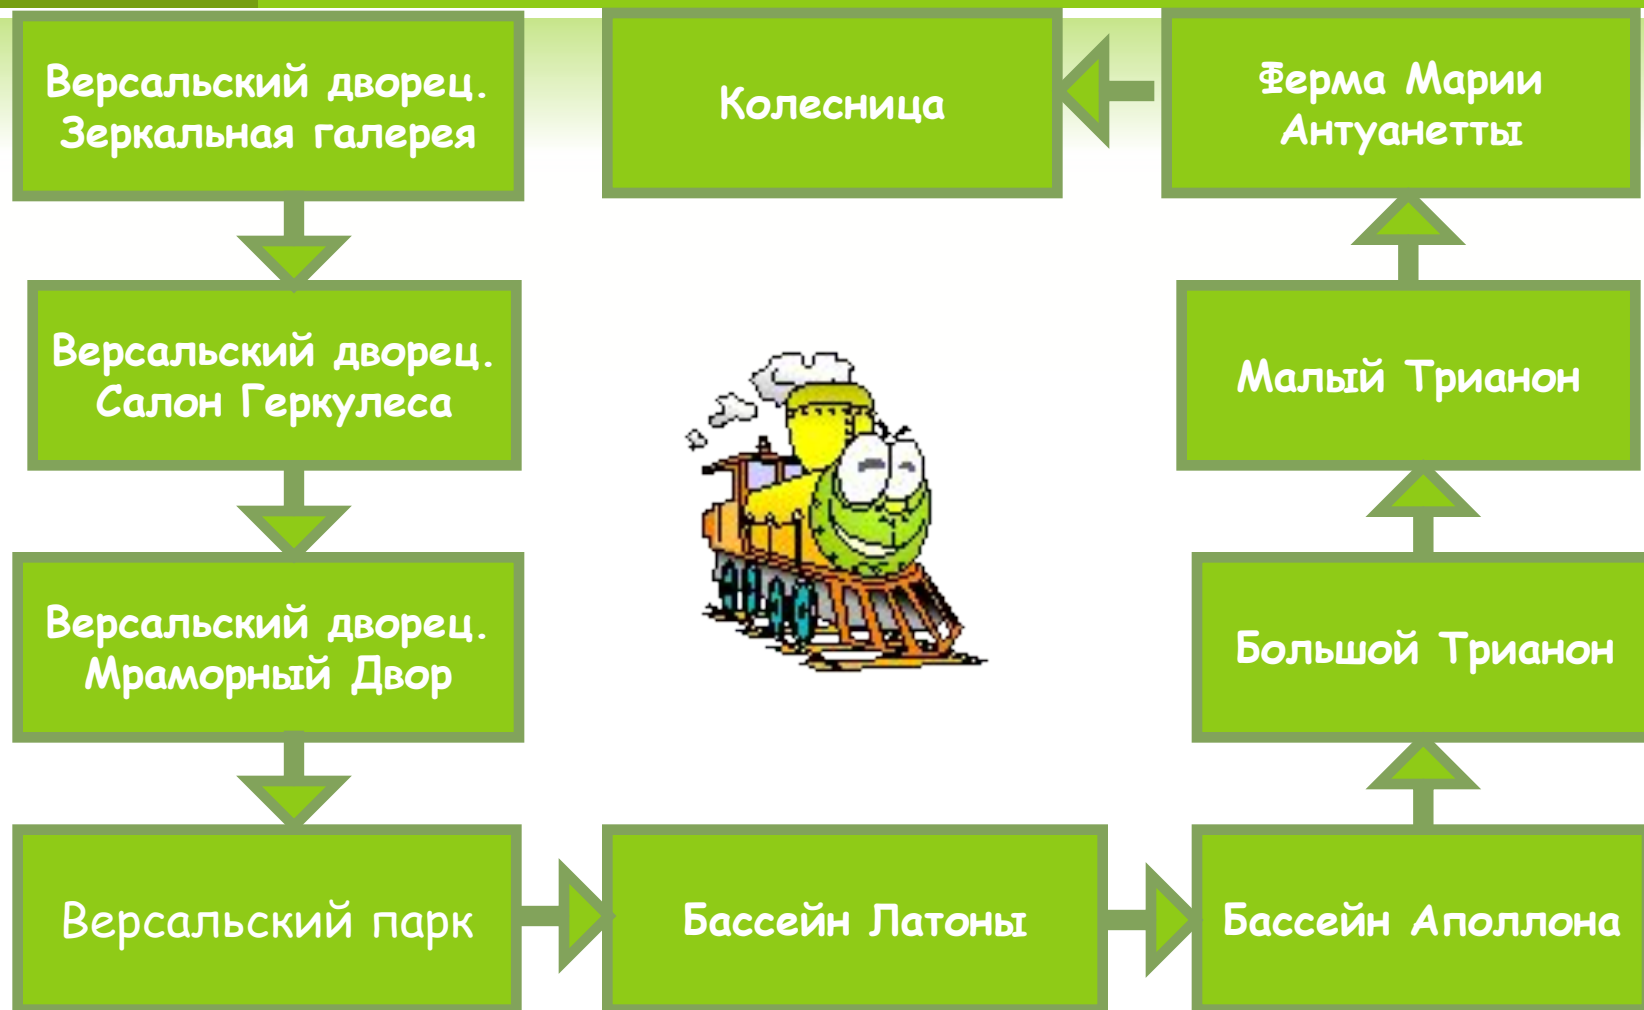 Версальский дворец.
Зеркальная галерея
Версальский дворец.
Салон Геркулеса
Версальский дворец.
Мраморный Двор
Версальский парк
Бассейн Латоны
Бассейн Аполлона
Большой Трианон
Малый Трианон
Ферма Марии
Антуанетты
Колесница